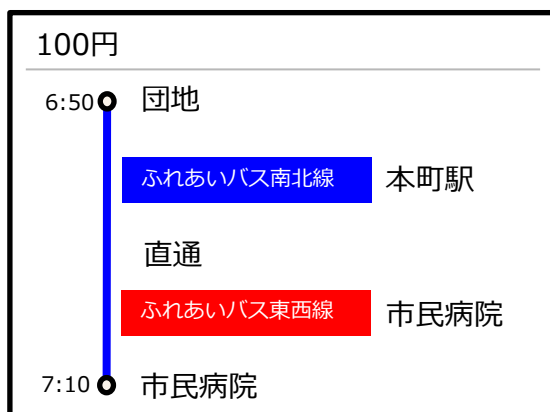 100円
6:50 団地
ふれあいバス南北線 本町駅
直通
ふれあいバス東西線 市民病院
7:10 市民病院